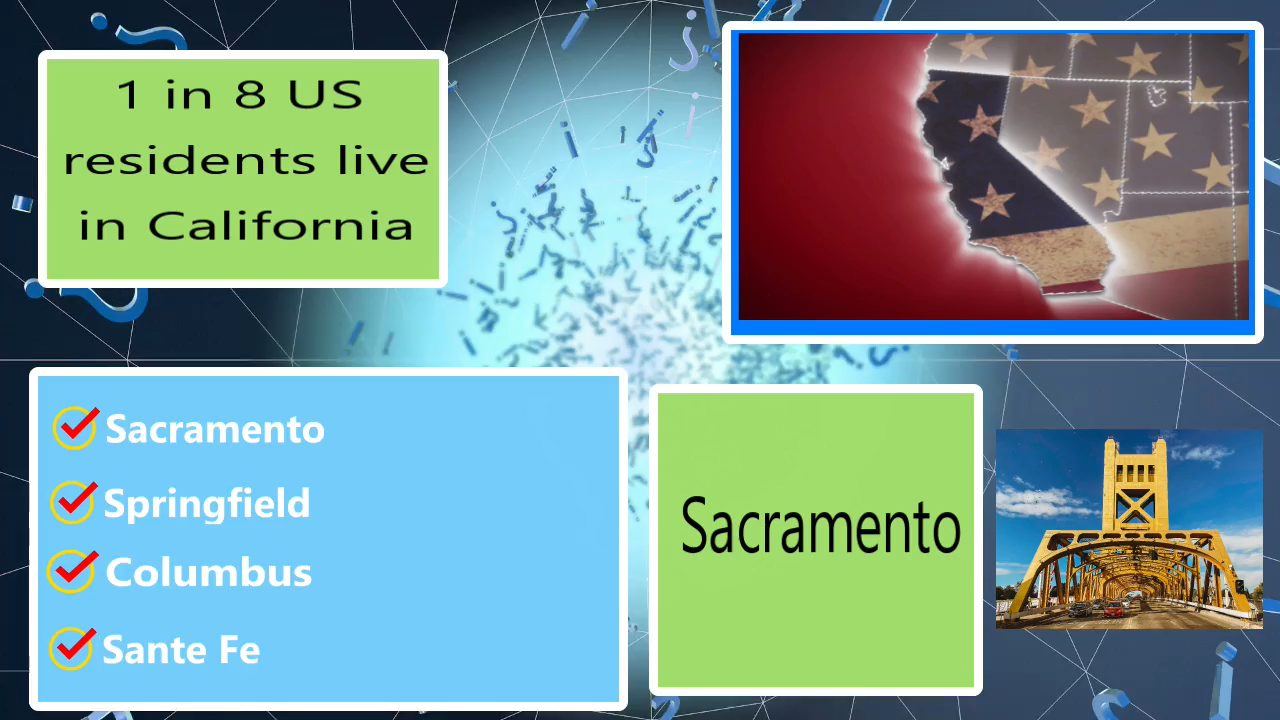 1 in 8 US
residents live
in California
Sacramento
Springfield
Columbus
Sante Fe
Sacramento